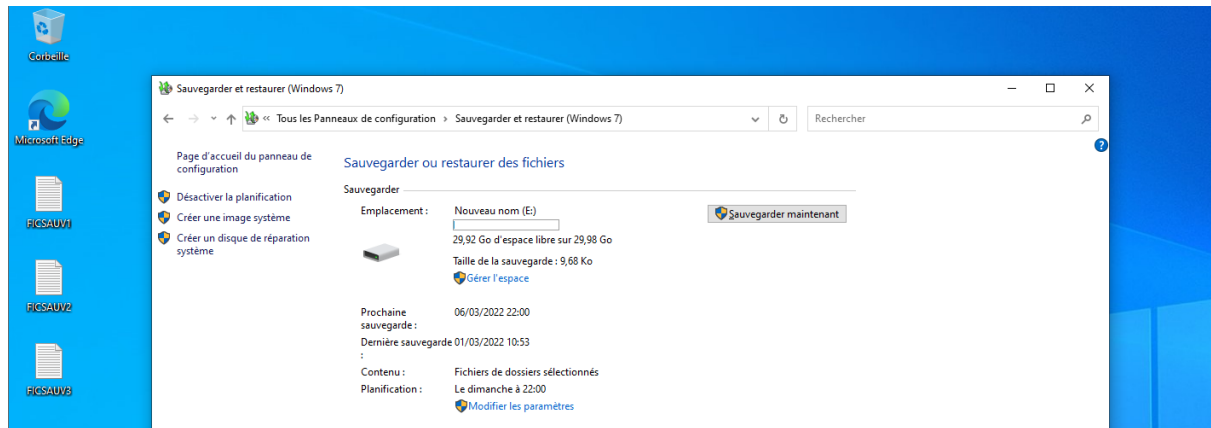 Corbeille
Microsoft Edge
FICSAUV1
FICSAUV2
FICSAUV3
Sauvegarder et restaurer (Windows 7)
« Tous les Panneaux de configuration > Sauvegarder et restaurer (Windows 7)
Rechercher
Page d'accueil du panneau de
configuration
Désactiver la planification
Créer une image système
Créer un disque de réparation
système
Sauvegarder ou restaurer des fichiers
Sauvegarder
Emplacement : Nouveau nom (E:)
Sauvegarder maintenant
29,92 Go d'espace libre sur 29,98 Go
Taille de la sauvegarde : 9,68 Ko
Gérer l'espace
Prochaine 06/03/2022 22:00
sauvegarde :
Dernière sauvegarde 01/03/2022 10:53
:
Contenu : Fichiers de dossiers sélectionnés
Planification : Le dimanche à 22:00
Modifier les paramètres